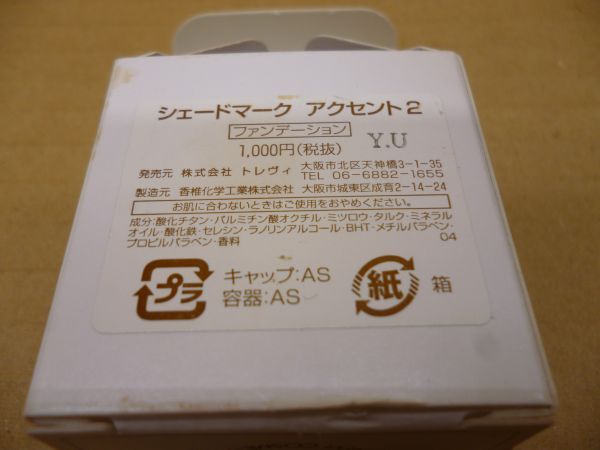 シェードマーク アクセント2
ファンデーション
1,000円(税抜) Y.U
発売元 株式会社 トレヴィ 大阪市北区天神橋3-1-35
TEL 06-6882-1655
製造元 香椎化学工業株式会社 大阪市城東区成育2-14-24
お肌に合わないときはご使用をおやめください。
成分:酸化チタン・パルミチン酸オクチル・ミツロウ・タルク・ミネラル
オイル・酸化鉄・セレシン・ラノリンアルコール・BHT・メチルパラベン・
プロピルパラベン・香料 04
プラ キャップ:AS
容器:AS
紙 箱